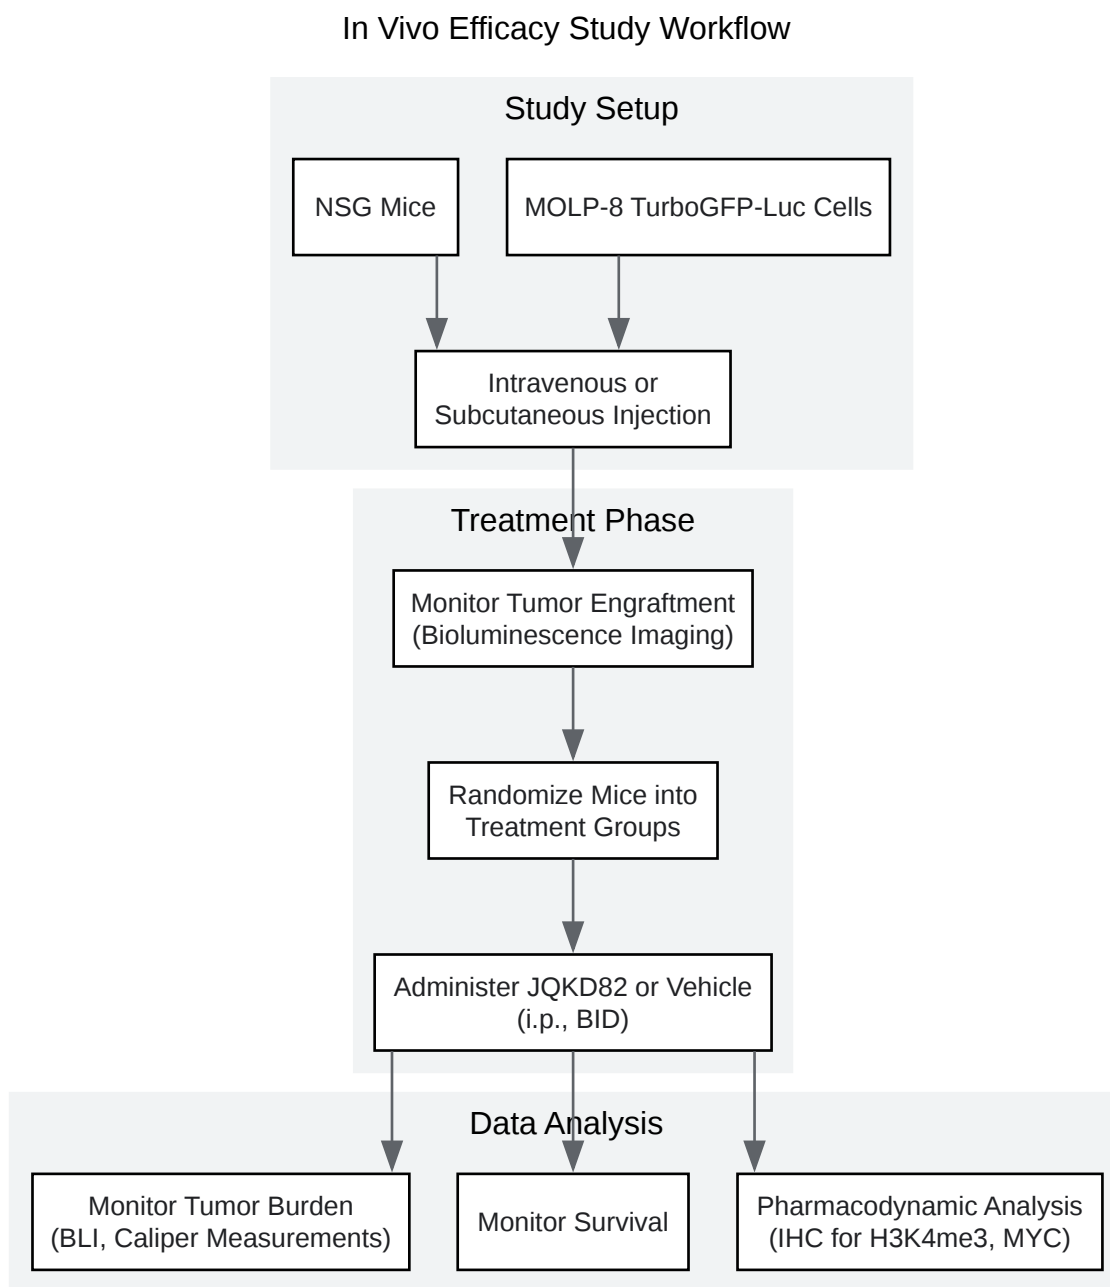 In Vivo Efficacy Study Workflow
Study Setup
NSG Mice
MOLP-8 TurboGFP-Luc Cells
Intravenous or
Subcutaneous Injection
Treatment Phase
Monitor Tumor Engraftment
(Bioluminescence Imaging)
Randomize Mice into
Treatment Groups
Administer JQKD82 or Vehicle
(i.p., BID)
Data Analysis
Monitor Tumor Burden
(BLI, Caliper Measurements)
Monitor Survival
Pharmacodynamic Analysis
(IHC for H3K4me3, MYC)